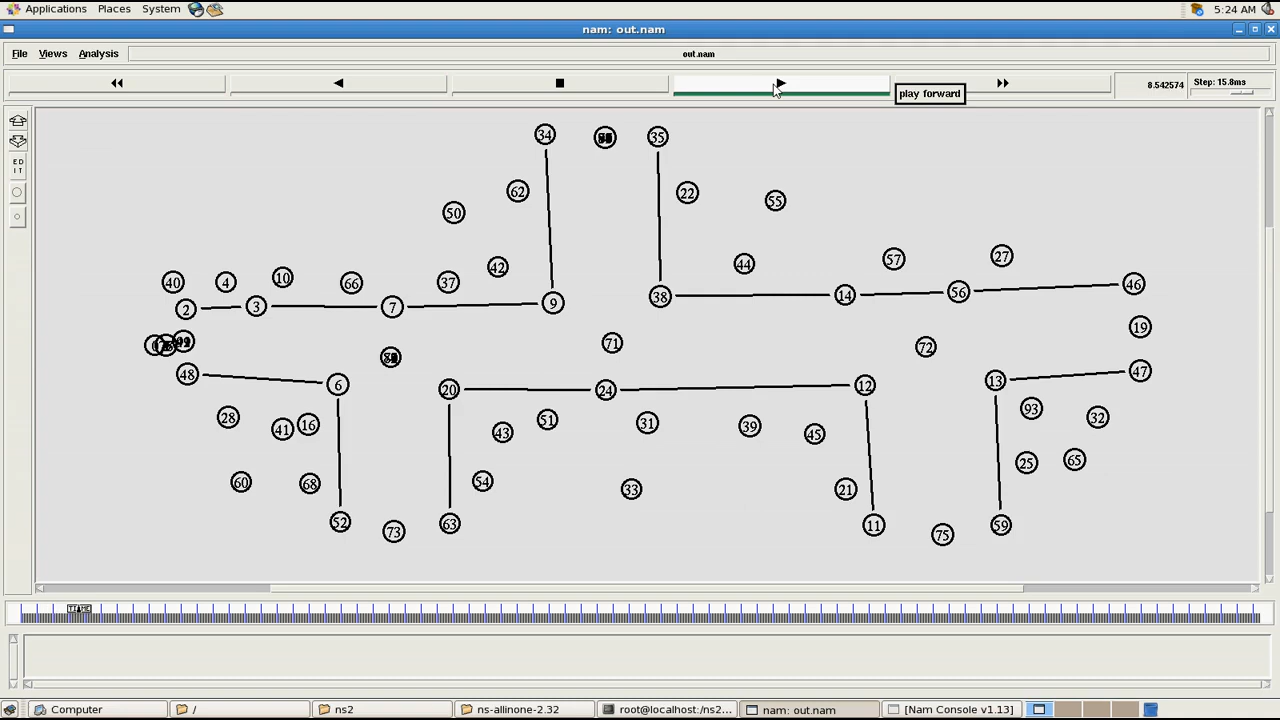 Applications Places System 5:24 AM
nam: out.nam
File Views Analysis out.nam
8.542574 Step: 15.8ms
play forward
ED
IT
34 35
62 22 55
50
42 44 57 27
40 4 10 66 37 46
2 3 7 9 38 14 56
19
71 72
48 6 20 24 12 13 47
28 41 16 43 51 31 39 45 93 32
60 68 54 33 21 25 65
52 73 63 11 75 59
TIME
Computer / ns2 ns-allinone-2.32 root@localhost:/ns2... nam: out.nam [Nam Console v1.13]